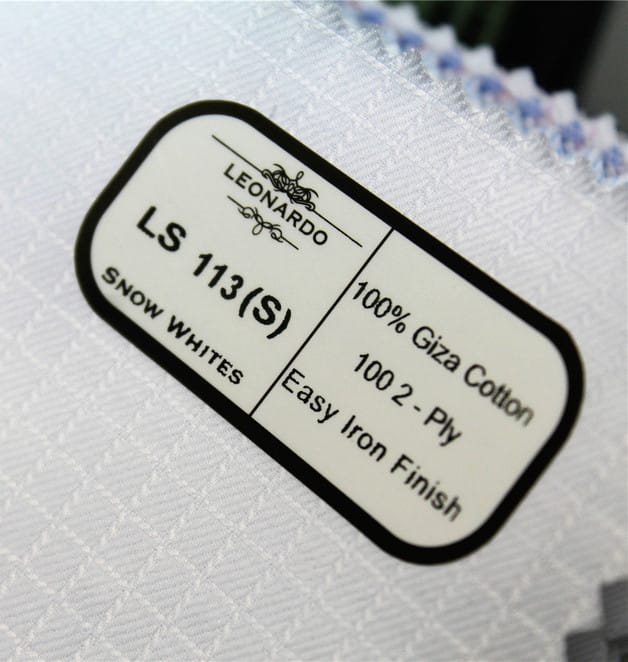 LEONARDO
LS 113(S)
SNOW WHITES
100% Giza Cotton
100 2 - Ply
Easy Iron Finish